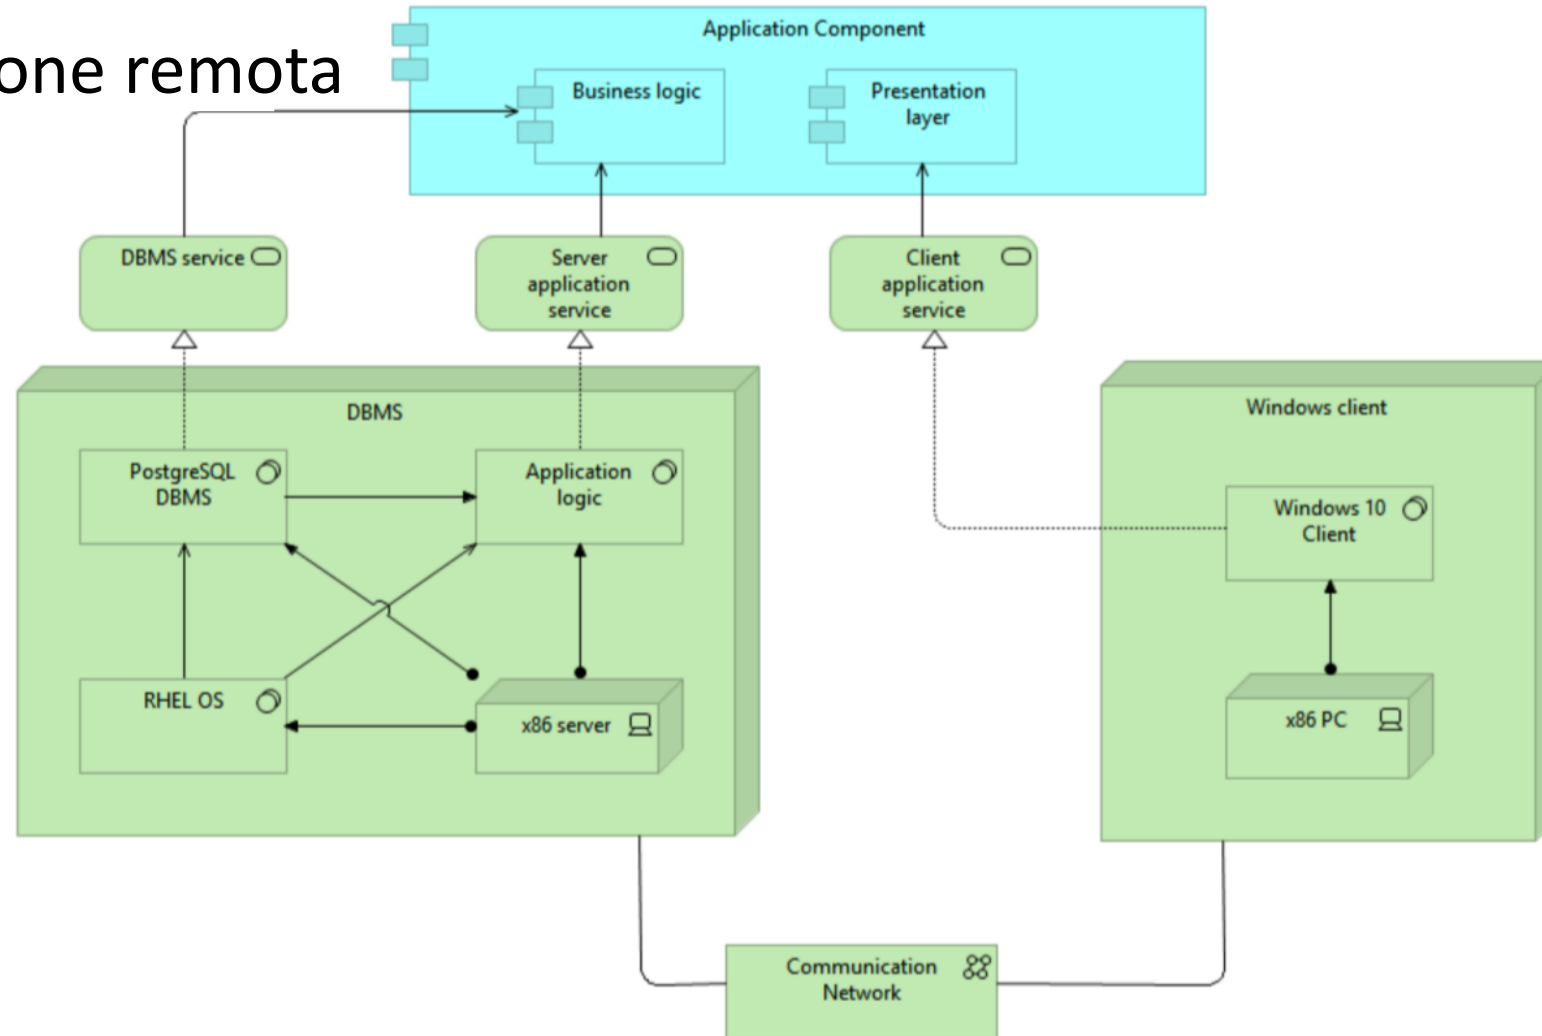 one remota
Application Component
Business logic
Presentation
layer
DBMS service
Server
application
service
Client
application
service
DBMS
Windows client
PostgreSQL
DBMS
Application
logic
Windows 10
Client
RHEL OS
x86 server
x86 PC
Communication
Network